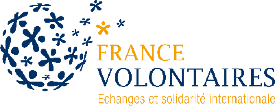 FRANCE
VOLONTAIRES
Echanges et solidarité internationale